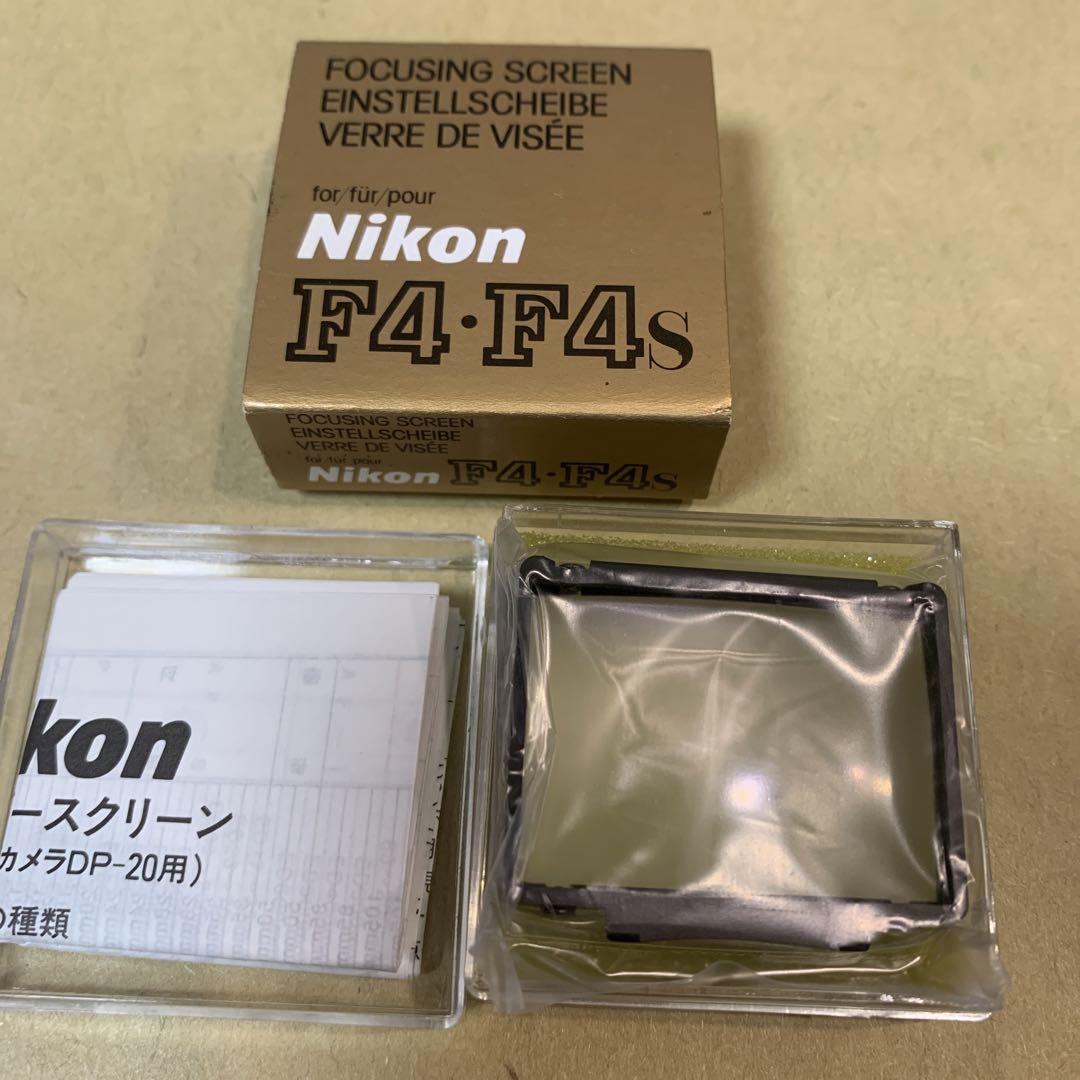 FOCUSING SCREEN
EINSTELLSCHEIBE
VERRE DE VISÉE
for/für/pour
Nikon
F4·F4s
FOCUSING SCREEN
EINSTELLSCHEIBE
VERRE DE VISÉE
for/für/pour
Nikon F4·F4s
kon
ースクリーン
カメラDP-20用)
の種類